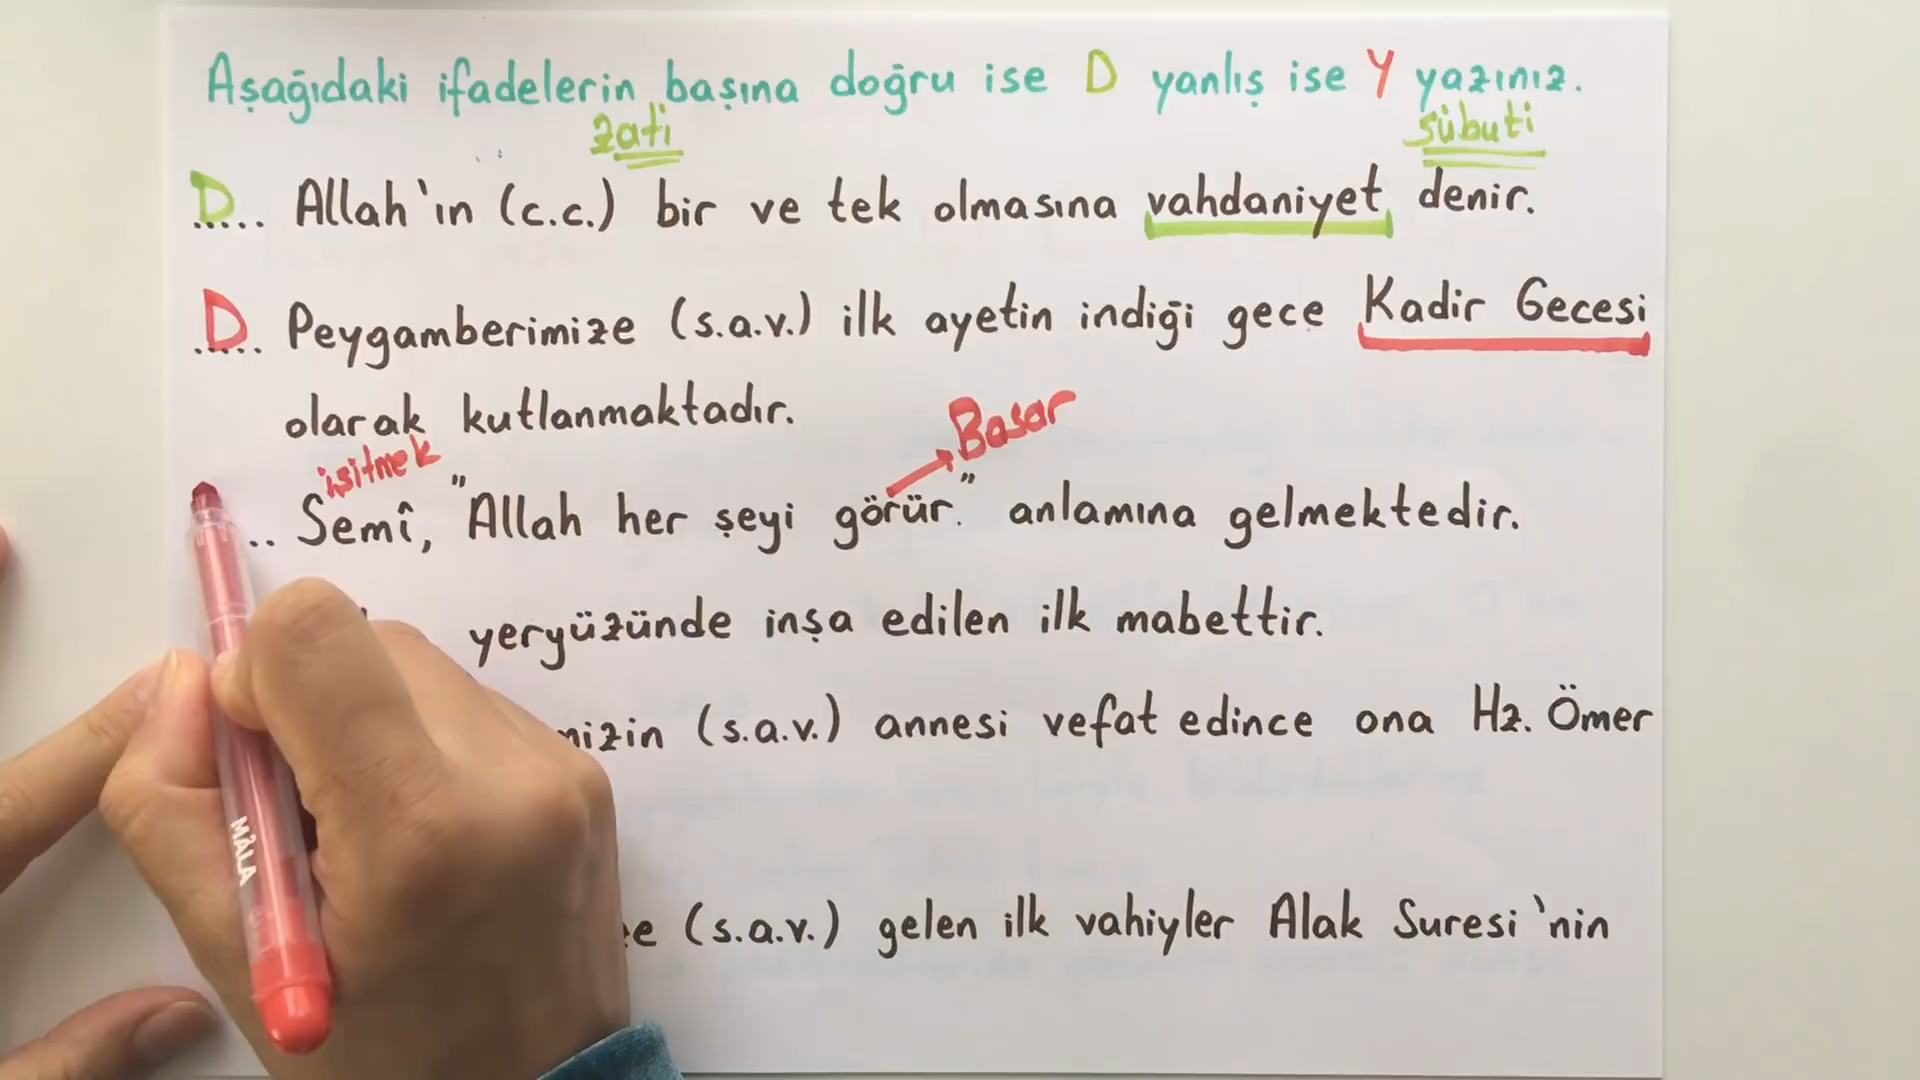 Aşağıdaki ifadelerin başına doğru ise D yanlış ise Y yazınız.
zati sübuti
D..... Allah'ın (c.c.) bir ve tek olmasına vahdaniyet denir.
D..... Peygamberimize (s.a.v.) ilk ayetin indiği gece Kadir Gecesi
olarak kutlanmaktadır.
işitmek Basar
.. Semî, "Allah her şeyi görür." anlamına gelmektedir.
yeryüzünde inşa edilen ilk mabettir.
mizin (s.a.v.) annesi vefat edince ona Hz. Ömer
e (s.a.v.) gelen ilk vahiyler Alak Suresi'nin
MÂLA